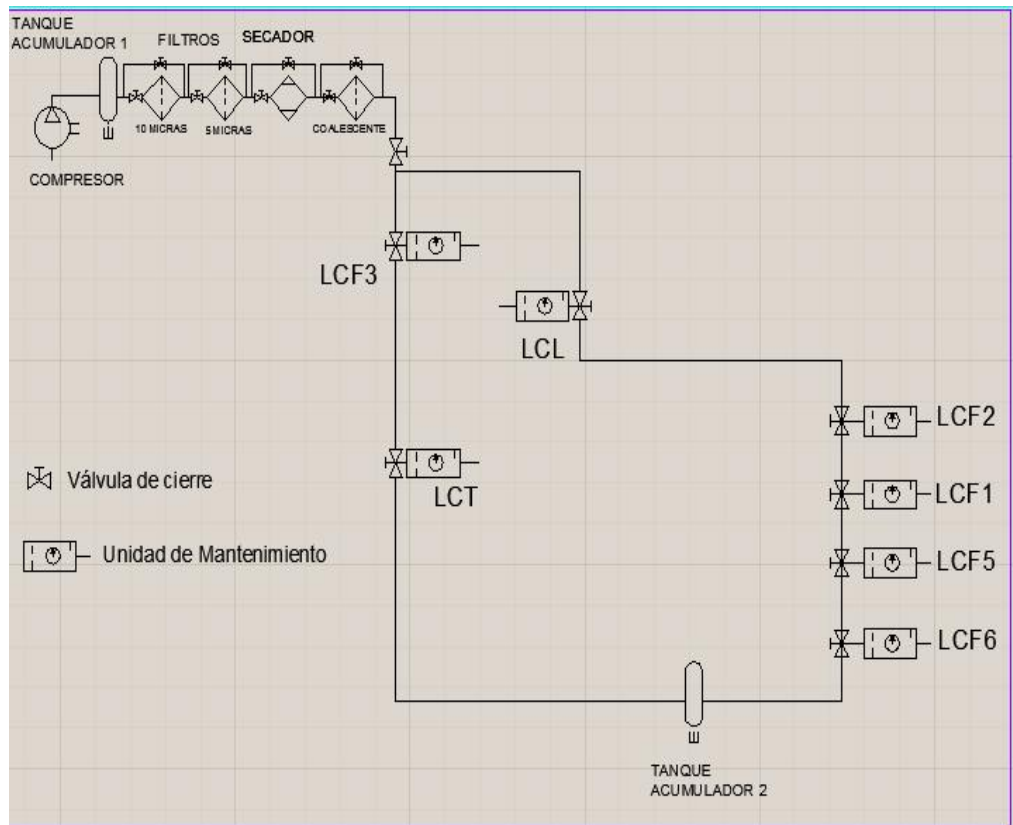 TANQUE
ACUMULADOR 1
FILTROS
SECADOR
10 MICRAS
5 MICRAS
COALESCENTE
COMPRESOR
LCF3
LCL
LCF2
LCT
LCF1
LCF5
LCF6
Válvula de cierre
Unidad de Mantenimiento
TANQUE
ACUMULADOR 2